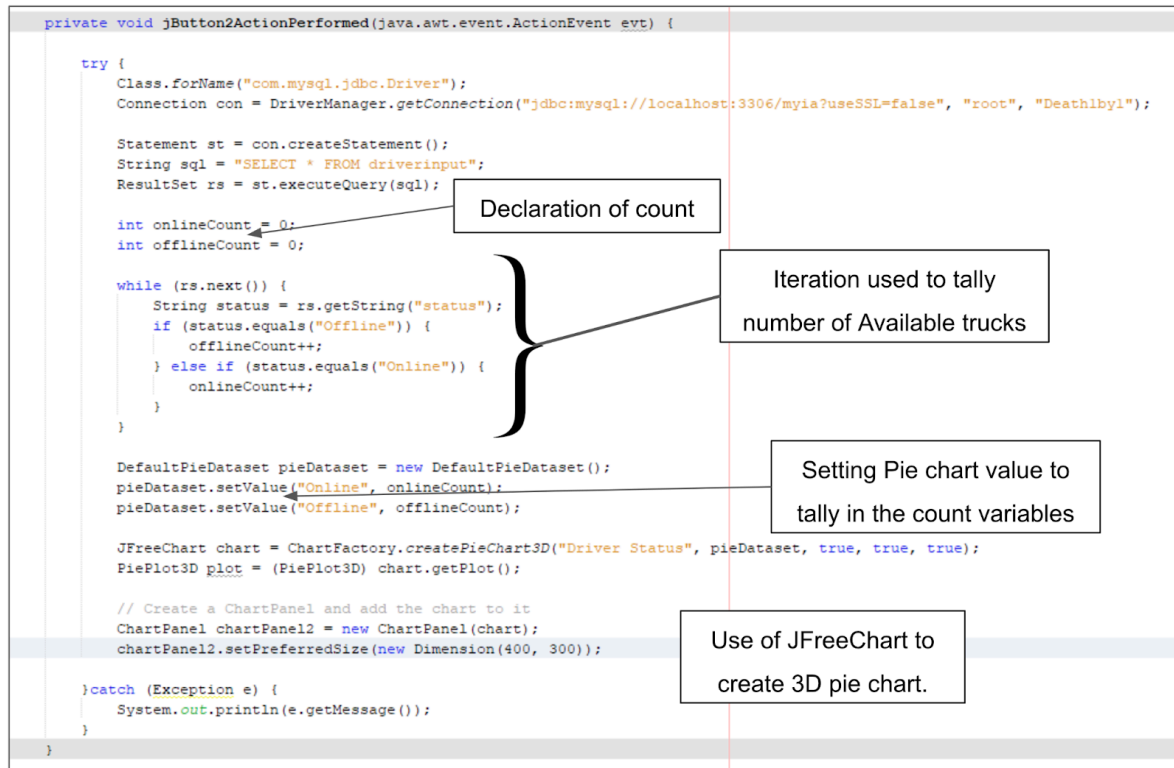 private void jButton2ActionPerformed(java.awt.event.ActionEvent evt) {
try {
Class.forName("com.mysql.jdbc.Driver");
Connection con = DriverManager.getConnection("jdbc:mysql://localhost:3306/myia?useSSL=false", "root", "Death1by1");
Statement st = con.createStatement();
String sql = "SELECT * FROM driverinput";
ResultSet rs = st.executeQuery(sql);
Declaration of count
int onlineCount = 0;
int offlineCount = 0;
Iteration used to tally
number of Available trucks
while (rs.next()) {
String status = rs.getString("status");
if (status.equals("Offline")) {
offlineCount++;
} else if (status.equals("Online")) {
onlineCount++;
}
}
Setting Pie chart value to
tally in the count variables
DefaultPieDataset pieDataset = new DefaultPieDataset();
pieDataset.setValue("Online", onlineCount);
pieDataset.setValue("Offline", offlineCount);
JFreeChart chart = ChartFactory.createPieChart3D("Driver Status", pieDataset, true, true, true);
PiePlot3D plot = (PiePlot3D) chart.getPlot();
// Create a ChartPanel and add the chart to it
ChartPanel chartPanel2 = new ChartPanel(chart);
chartPanel2.setPreferredSize(new Dimension(400, 300));
Use of JFreeChart to
create 3D pie chart.
}catch (Exception e) {
System.out.println(e.getMessage());
}
}